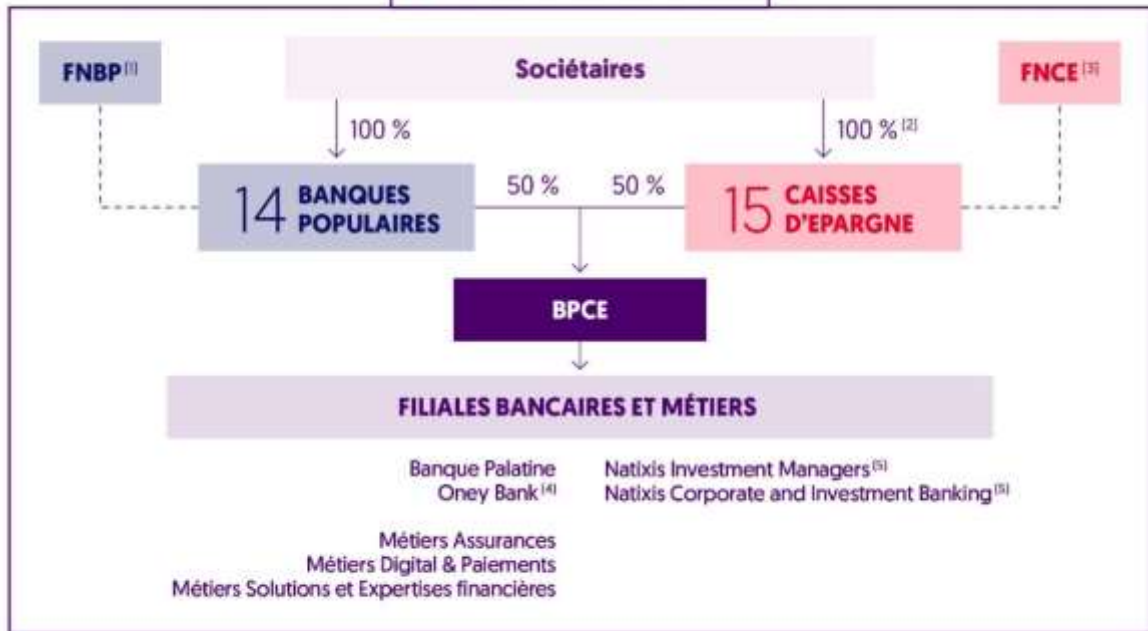 FNBP [1]
Sociétaires
FNCE [3]
100 %
100 % [2]
14 BANQUES
POPULAIRES
50 %
50 %
15 CAISSES
D'EPARGNE
BPCE
FILIALES BANCAIRES ET MÉTIERS
Banque Palatine
Oney Bank [4]
Métiers Assurances
Métiers Digital & Paiements
Métiers Solutions et Expertises financières
Natixis Investment Managers [5]
Natixis Corporate and Investment Banking [5]